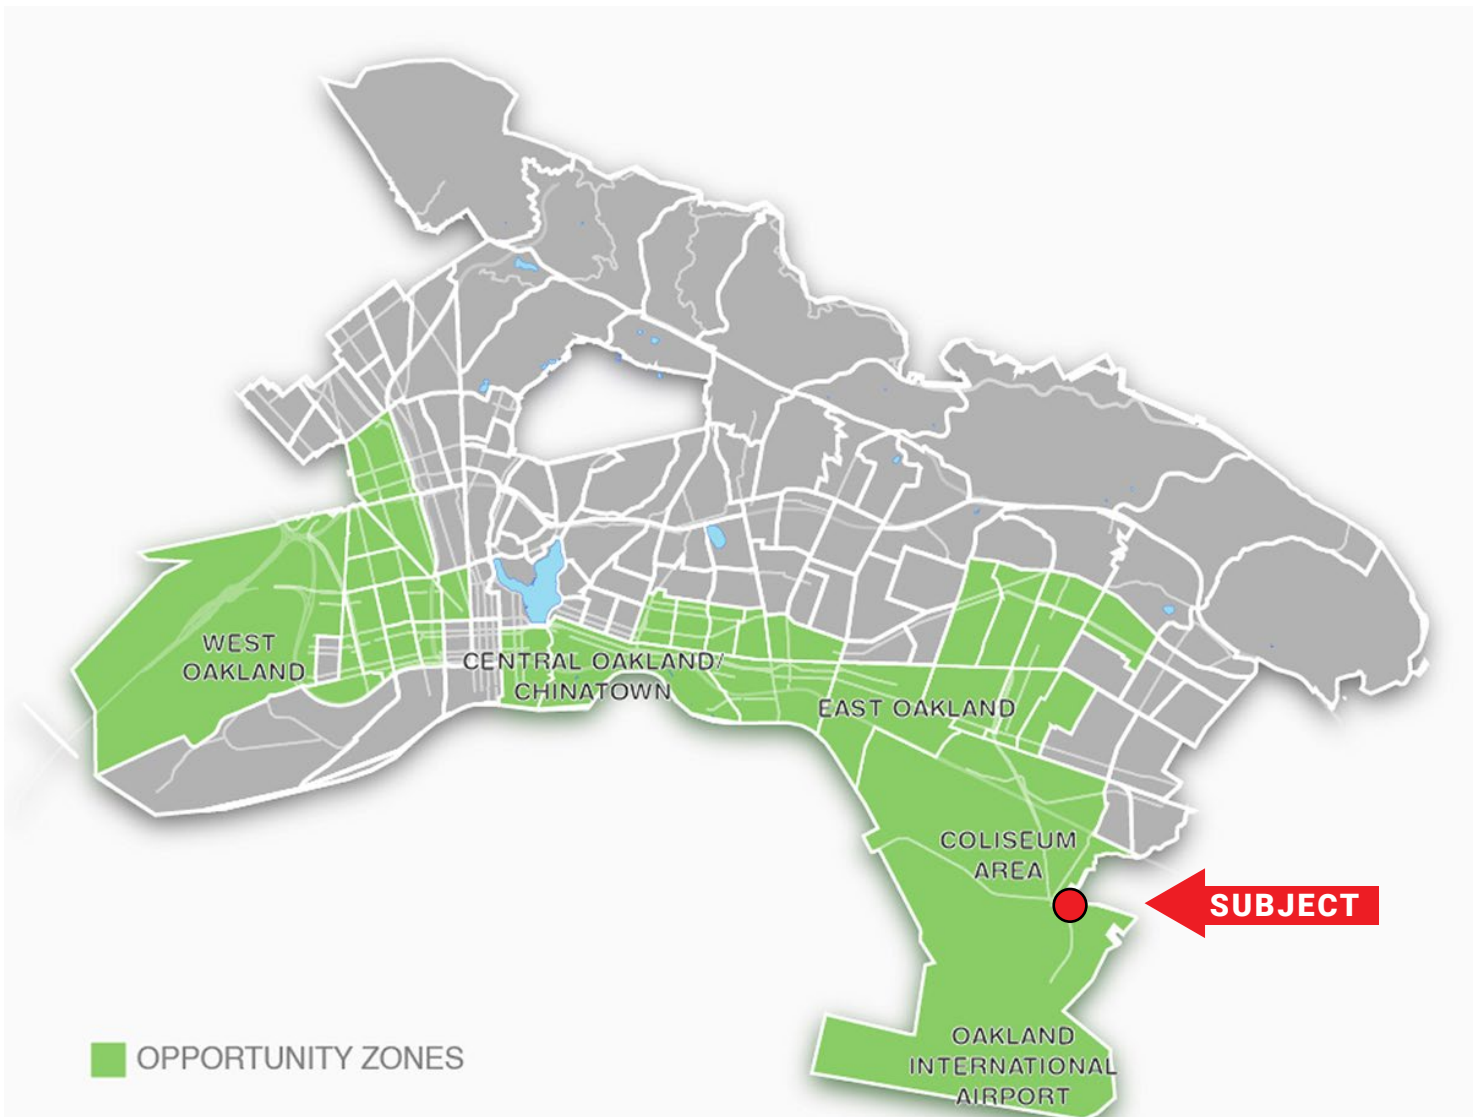 WEST
OAKLAND
CENTRAL OAKLAND/
CHINATOWN
EAST OAKLAND
COLISEUM
AREA
SUBJECT
OAKLAND
INTERNATIONAL
AIRPORT
OPPORTUNITY ZONES